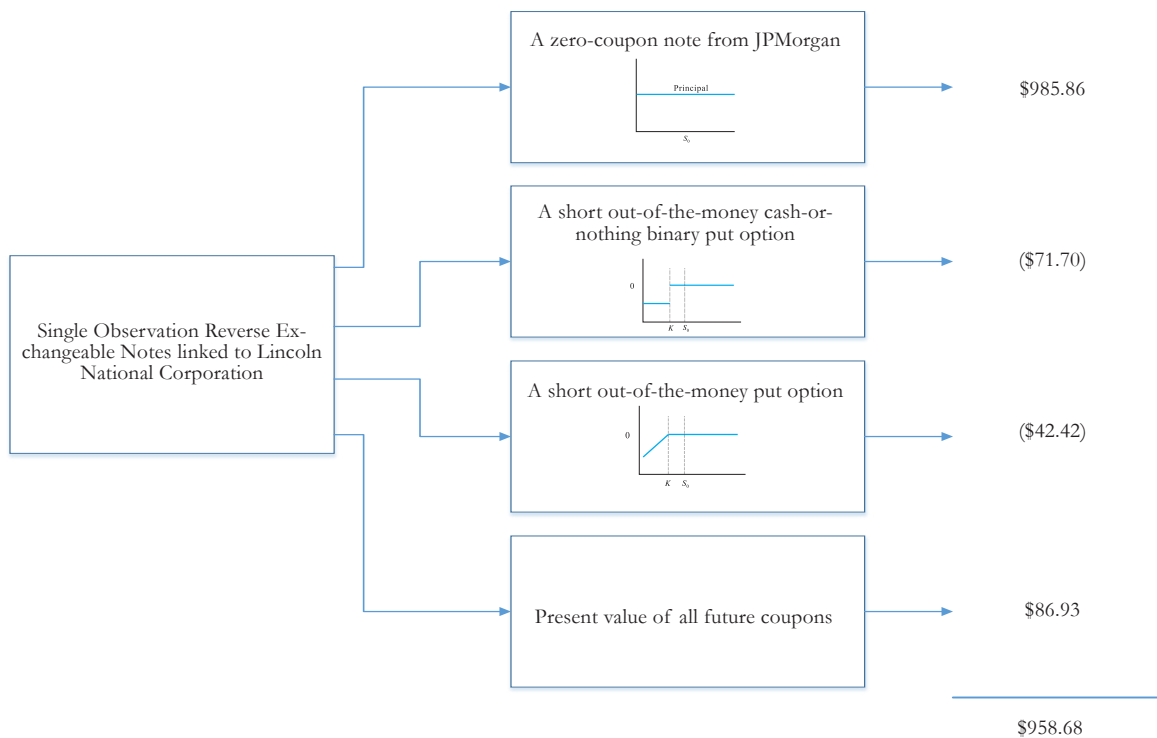 A zero-coupon note from JPMorgan
Principal
S0
$985.86
A short out-of-the-money cash-or-
nothing binary put option
0
K S0
($71.70)
Single Observation Reverse Ex-
changeable Notes linked to Lincoln
National Corporation
A short out-of-the-money put option
0
K S0
($42.42)
Present value of all future coupons
$86.93
$958.68